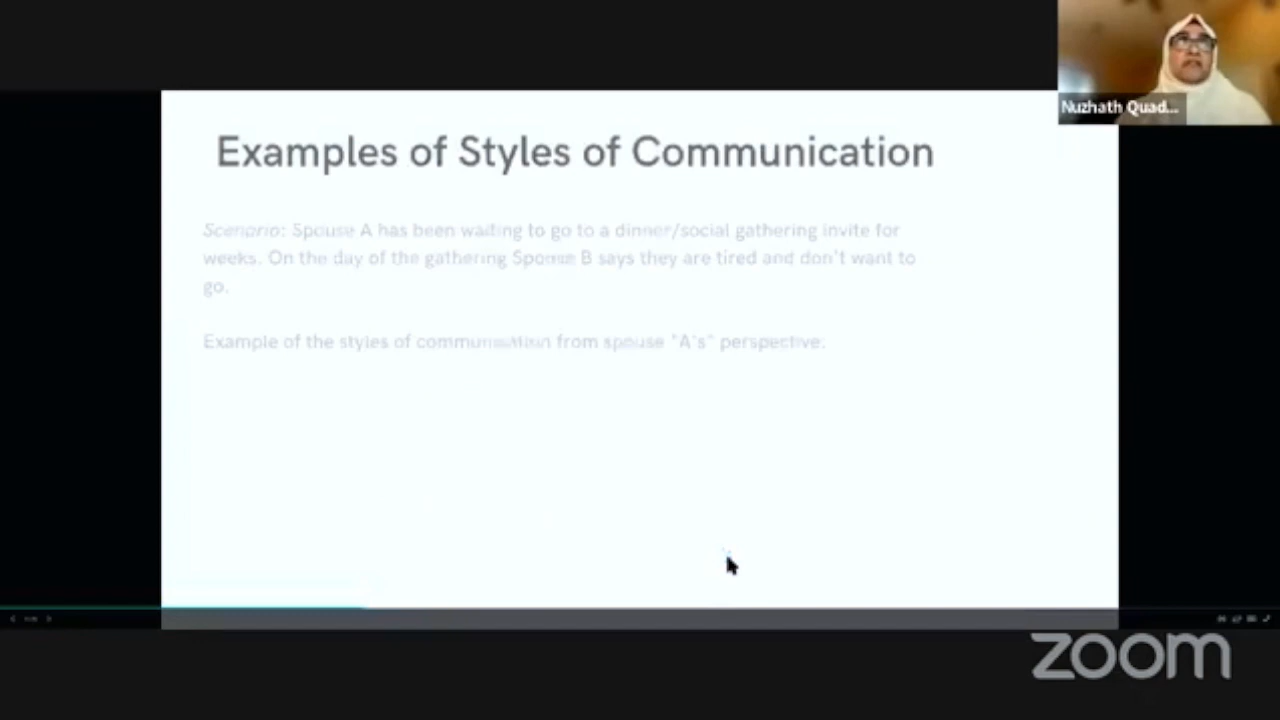 Nuzhath Quad...
Examples of Styles of Communication
Scenario: Spouse A has been waiting to go to a dinner/social gathering invite for
weeks. On the day of the gathering Spouse B says they are tired and don't want to
go.
Example of the styles of communication from spouse "A's" perspective.
zoom